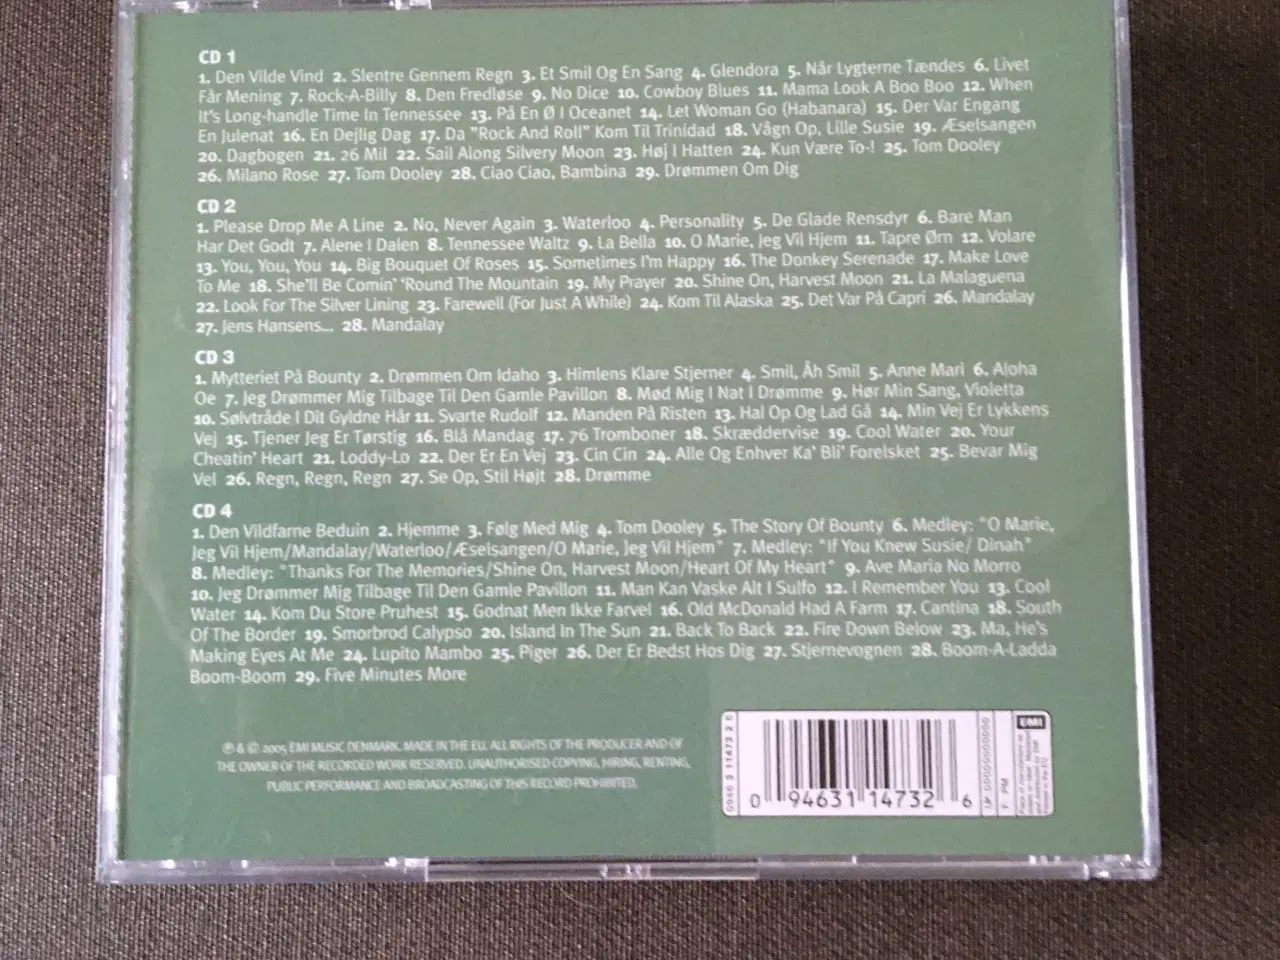 CD 1
1. Den Vilde Vind 2. Slentre Gennem Regn 3. Et Smil Og En Sang 4. Glendora 5. Når Lygterne Tændes 6. Livet
Får Mening 7. Rock-A-Billy 8. Den Fredløse 9. No Dice 10. Cowboy Blues 11. Mama Look A Boo Boo 12. When
It's Long-handle Time In Tennessee 13. På En Ø I Oceanet 14. Let Woman Go (Habanara) 15. Der Var Engang
En Julenat 16. En Dejlig Dag 17. Da "Rock And Roll" Kom Til Trinidad 18. Vågn Op, Lille Susie 19. Æselsangen
20. Dagbogen 21. 26 Mil 22. Sail Along Silvery Moon 23. Høj I Hatten 24. Kun Være To-! 25. Tom Dooley
26. Milano Rose 27. Tom Dooley 28. Ciao Ciao, Bambina 29. Drømmen Om Dig
CD 2
1. Please Drop Me A Line 2. No, Never Again 3. Waterloo 4. Personality 5. De Glade Rensdyr 6. Bare Man
Har Det Godt 7. Alene I Dalen 8. Tennessee Waltz 9. La Bella 10. O Marie, Jeg Vil Hjem 11. Tapre Ørn 12. Volare
13. You, You, You 14. Big Bouquet Of Roses 15. Sometimes I'm Happy 16. The Donkey Serenade 17. Make Love
To Me 18. She'll Be Comin' 'Round The Mountain 19. My Prayer 20. Shine On, Harvest Moon 21. La Malaguena
22. Look For The Silver Lining 23. Farewell (For Just A While) 24. Kom Til Alaska 25. Det Var På Capri 26. Mandalay
27. Jens Hansens... 28. Mandalay
CD 3
1. Mytteriet På Bounty 2. Drømmen Om Idaho 3. Himlens Klare Stjerner 4. Smil, Åh Smil 5. Anne Mari 6. Aloha
Oe 7. Jeg Drømmer Mig Tilbage Til Den Gamle Pavillon 8. Mød Mig I Nat I Drømme 9. Hør Min Sang, Violetta
10. Sølvtråde I Dit Gyldne Hår 11. Svarte Rudolf 12. Manden På Risten 13. Hal Op Og Lad Gå 14. Min Vej Er Lykkens
Vej 15. Tjener Jeg Er Tørstig 16. Blå Mandag 17. 76 Tromboner 18. Skræddervise 19. Cool Water 20. Your
Cheatin' Heart 21. Loddy-Lo 22. Der Er En Vej 23. Cin Cin 24. Alle Og Enhver Ka' Bli' Forelsket 25. Bevar Mig
Vel 26. Regn, Regn, Regn 27. Se Op, Stil Højt 28. Drømme
CD 4
1. Den Vildfarne Beduin 2. Hjemme 3. Følg Med Mig 4. Tom Dooley 5. The Story Of Bounty 6. Medley: "O Marie,
Jeg Vil Hjem/Mandalay/Waterloo/Æselsangen/O Marie, Jeg Vil Hjem" 7. Medley: "If You Knew Susie/ Dinah"
8. Medley: "Thanks For The Memories/Shine On, Harvest Moon/Heart Of My Heart" 9. Ave Maria No Morro
10. Jeg Drømmer Mig Tilbage Til Den Gamle Pavillon 11. Man Kan Vaske Alt I Sulfo 12. I Remember You 13. Cool
Water 14. Kom Du Store Pruhest 15. Godnat Men Ikke Farvel 16. Old McDonald Had A Farm 17. Cantina 18. South
Of The Border 19. Smorbrod Calypso 20. Island In The Sun 21. Back To Back 22. Fire Down Below 23. Ma, He's
Making Eyes At Me 24. Lupito Mambo 25. Piger 26. Der Er Bedst Hos Dig 27. Stjernevognen 28. Boom-A-Ladda
Boom-Boom 29. Five Minutes More
℗ & © 2005 EMI MUSIC DENMARK. MADE IN THE EU. ALL RIGHTS OF THE PRODUCER AND OF
THE OWNER OF THE RECORDED WORK RESERVED. UNAUTHORISED COPYING, HIRING, RENTING,
PUBLIC PERFORMANCE AND BROADCASTING OF THIS RECORD PROHIBITED.
0946 3 11473 2 6
0 94631 14732 6
EMI
F: PM